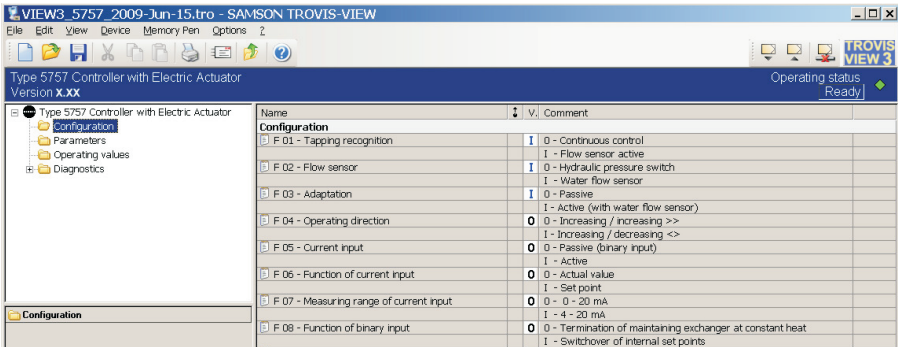 VIEW3_5757_2009-Jun-15.tro - SAMSON TROVIS-VIEW
File Edit View Device Memory Pen Options ?
TROVIS
VIEW 3
Type 5757 Controller with Electric Actuator
Version X.XX
Operating status
Ready
Type 5757 Controller with Electric Actuator
Configuration
Parameters
Operating values
Diagnostics
Configuration
Name V. Comment
Configuration
F 01 - Tapping recognition I 0 - Continuous control
I - Flow sensor active
F 02 - Flow sensor I 0 - Hydraulic pressure switch
I - Water flow sensor
F 03 - Adaptation I 0 - Passive
I - Active (with water flow sensor)
F 04 - Operating direction 0 0 - Increasing / increasing >>
I - Increasing / decreasing <>
F 05 - Current input 0 0 - Passive (binary input)
I - Active
F 06 - Function of current input 0 0 - Actual value
I - Set point
F 07 - Measuring range of current input 0 0 - 0 - 20 mA
I - 4 - 20 mA
F 08 - Function of binary input 0 0 - Termination of maintaining exchanger at constant heat
I - Switchover of internal set points